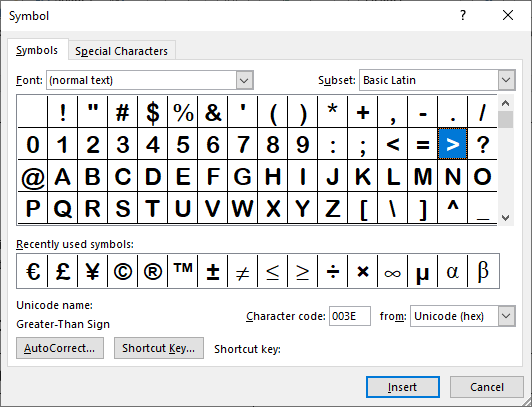 Symbol ?
Symbols Special Characters
Font: (normal text) Subset: Basic Latin
! " # $ % & ' ( ) * + , - . /
0 1 2 3 4 5 6 7 8 9 : ; < = > ?
@ A B C D E F G H I J K L M N O
P Q R S T U V W X Y Z [ \ ] ^ _
Recently used symbols:
€ £ ¥ © ® ™ ± ≠ ≤ ≥ ÷ × ∞ µ α β
Unicode name:
Greater-Than Sign
Character code: 003E from: Unicode (hex)
AutoCorrect... Shortcut Key... Shortcut key:
Insert Cancel